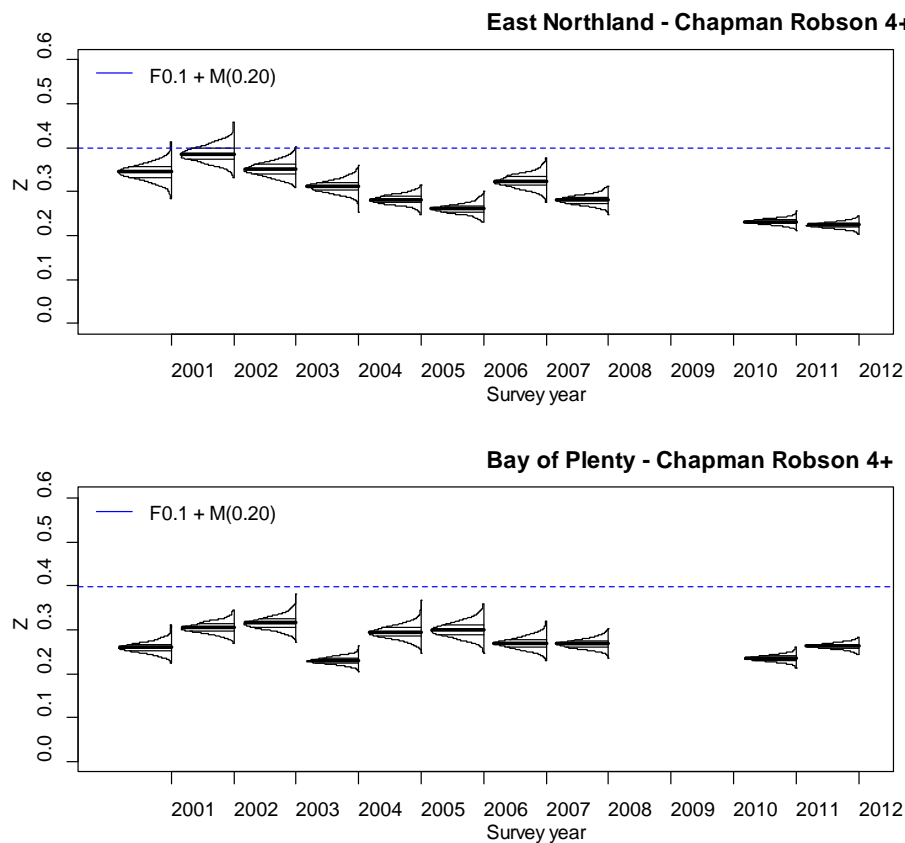 East Northland - Chapman Robson 4+
0.6
0.5
0.4
0.3
0.2
0.1
0.0
Z
F0.1 + M(0.20)
2001 2002 2003 2004 2005 2006 2007 2008 2009 2010 2011 2012
Survey year
Bay of Plenty - Chapman Robson 4+
0.6
0.5
0.4
0.3
0.2
0.1
0.0
Z
F0.1 + M(0.20)
2001 2002 2003 2004 2005 2006 2007 2008 2009 2010 2011 2012
Survey year